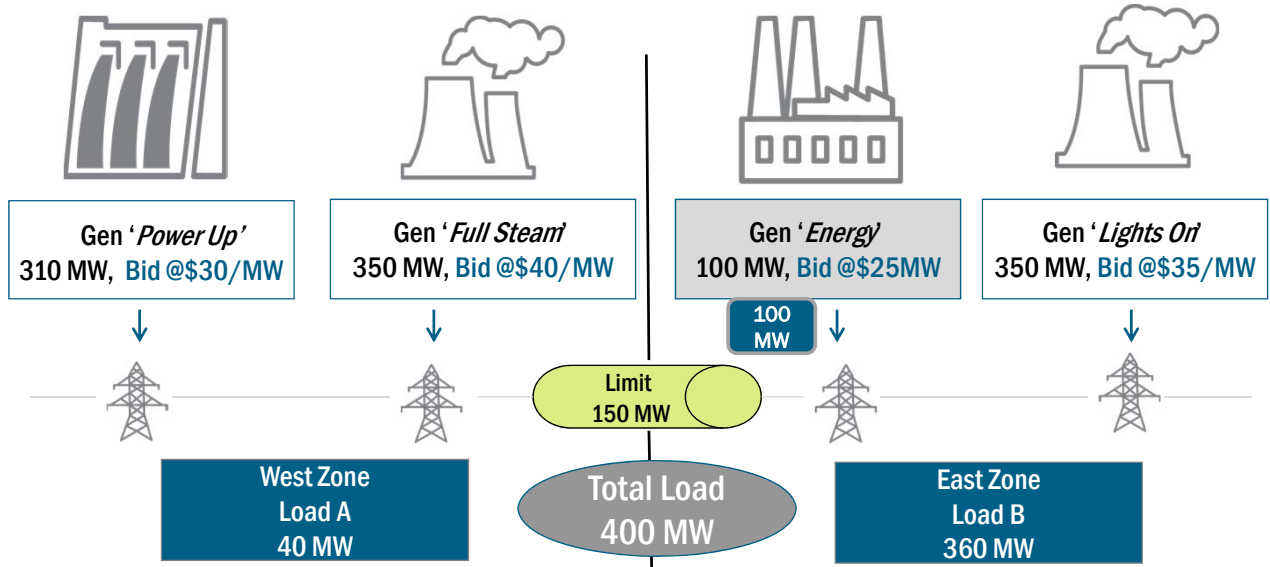 Gen ‘Power Up’
310 MW, Bid @$30/MW
Gen ‘Full Steam’
350 MW, Bid @$40/MW
Gen ‘Energy’
100 MW, Bid @$25MW
Gen ‘Lights On’
350 MW, Bid @$35/MW
100
MW
Limit
150 MW
West Zone
Load A
40 MW
Total Load
400 MW
East Zone
Load B
360 MW